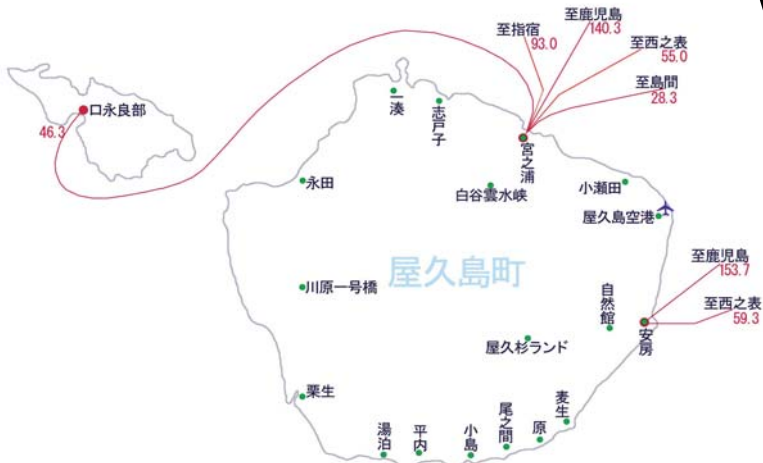 至指宿
93.0
至鹿児島
140.3
至西之表
55.0
至島間
28.3
口永良部
46.3
一湊
志戸子
宮之浦
永田
白谷雲水峡
小瀬田
屋久島空港
屋久島町
川原一号橋
至鹿児島
153.7
至西之表
59.3
自然館
安房
屋久杉ランド
栗生
湯泊
平内
小島
尾之間
原
麦生